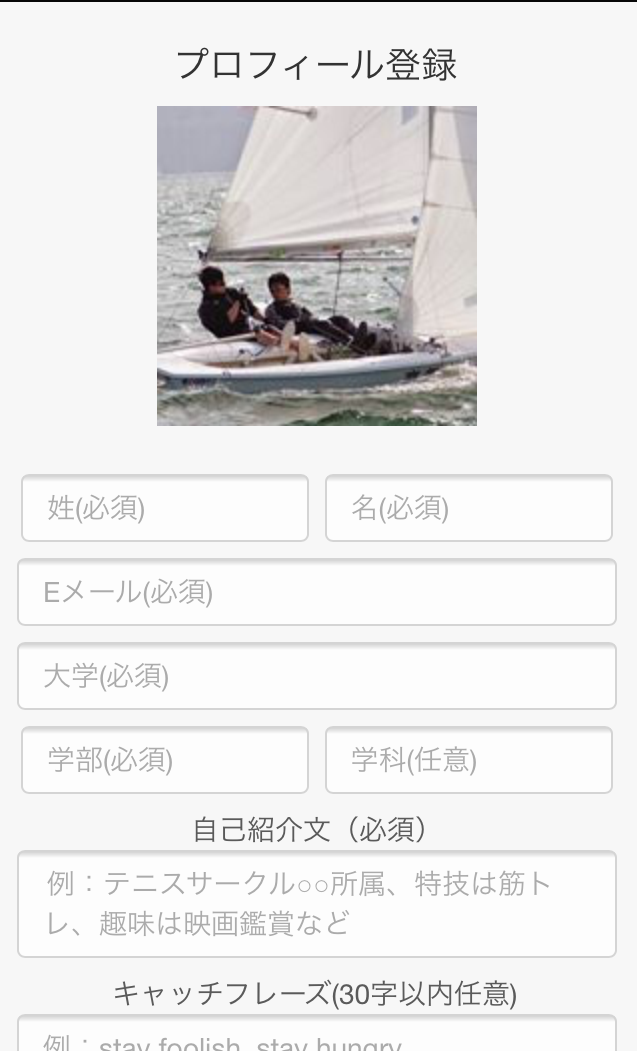 プロフィール登録
姓(必須)
名(必須)
Eメール(必須)
大学(必須)
学部(必須)
学科(任意)
自己紹介文（必須）
例：テニスサークル○○所属、特技は筋ト
レ、趣味は映画鑑賞など
キャッチフレーズ(30字以内任意)
例：stay foolish, stay hungry